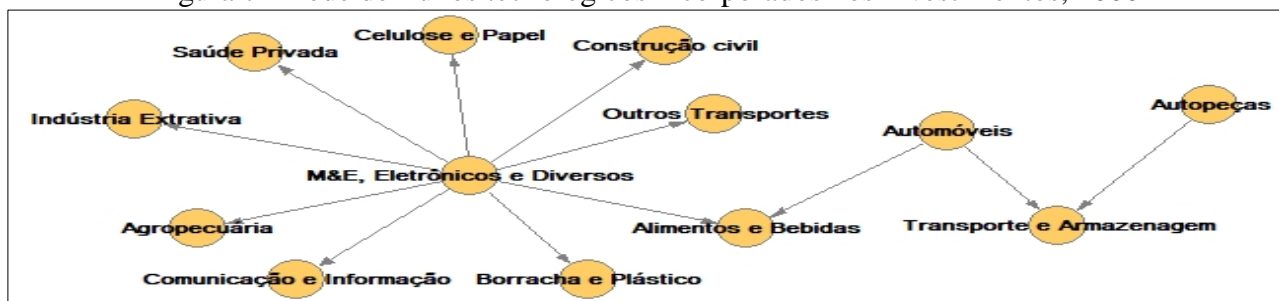 Celulose e Papel
Saúde Privada
Construção civil
Indústria Extrativa
Outros Transportes
Autopeças
Automóveis
M&E, Eletrônicos e Diversos
Agropecuária
Alimentos e Bebidas
Transporte e Armazenagem
Comunicação e Informação
Borracha e Plástico